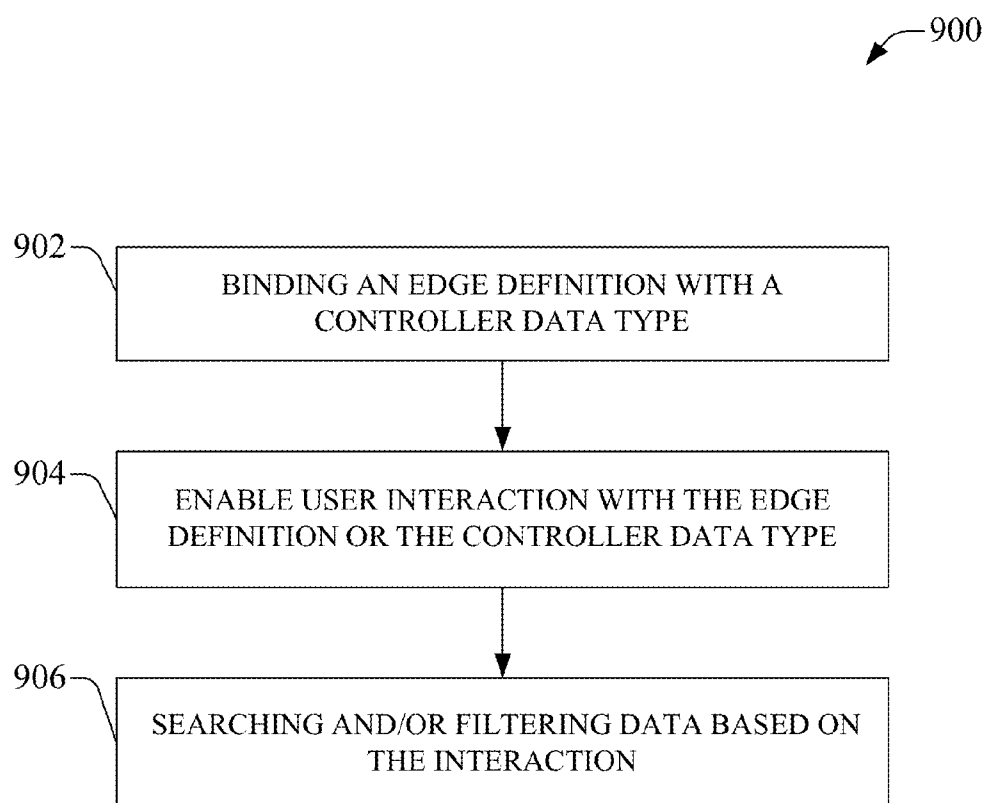 900
902
BINDING AN EDGE DEFINITION WITH A
CONTROLLER DATA TYPE
904
ENABLE USER INTERACTION WITH THE EDGE
DEFINITION OR THE CONTROLLER DATA TYPE
906
SEARCHING AND/OR FILTERING DATA BASED ON
THE INTERACTION